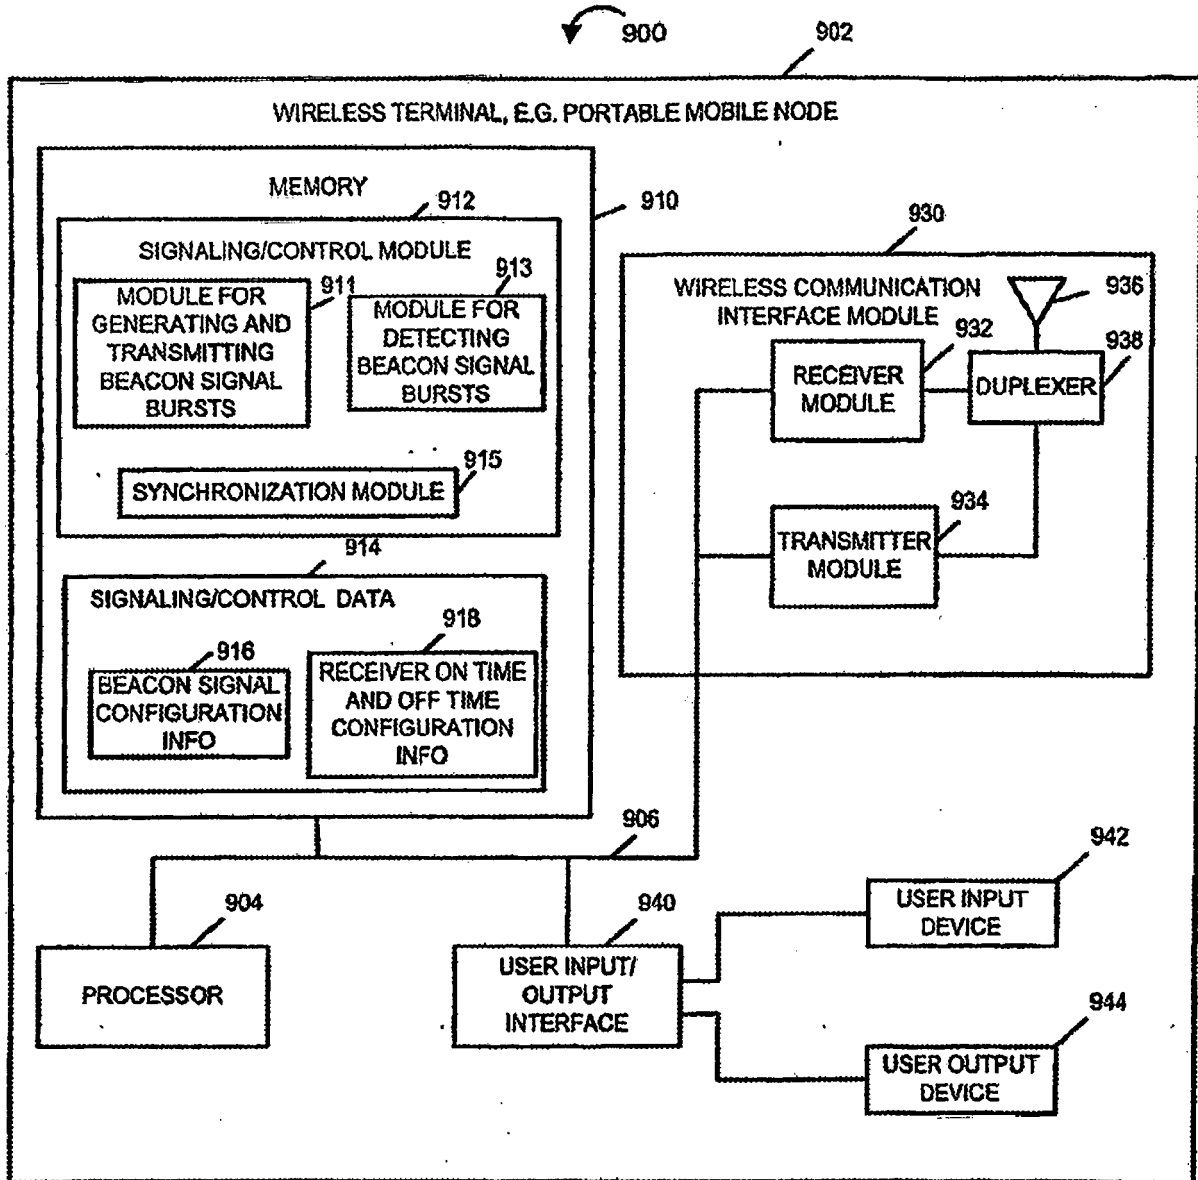 900
902
WIRELESS TERMINAL, E.G. PORTABLE MOBILE NODE
MEMORY
910
912
SIGNALING/CONTROL MODULE
911
MODULE FOR
GENERATING AND
TRANSMITTING
BEACON SIGNAL
BURSTS
913
MODULE FOR
DETECTING
BEACON SIGNAL
BURSTS
915
SYNCHRONIZATION MODULE
914
SIGNALING/CONTROL DATA
916
BEACON SIGNAL
CONFIGURATION
INFO
918
RECEIVER ON TIME
AND OFF TIME
CONFIGURATION
INFO
930
WIRELESS COMMUNICATION
INTERFACE MODULE
936
932
RECEIVER
MODULE
938
DUPLEXER
934
TRANSMITTER
MODULE
906
904
PROCESSOR
940
USER INPUT/
OUTPUT
INTERFACE
942
USER INPUT
DEVICE
944
USER OUTPUT
DEVICE